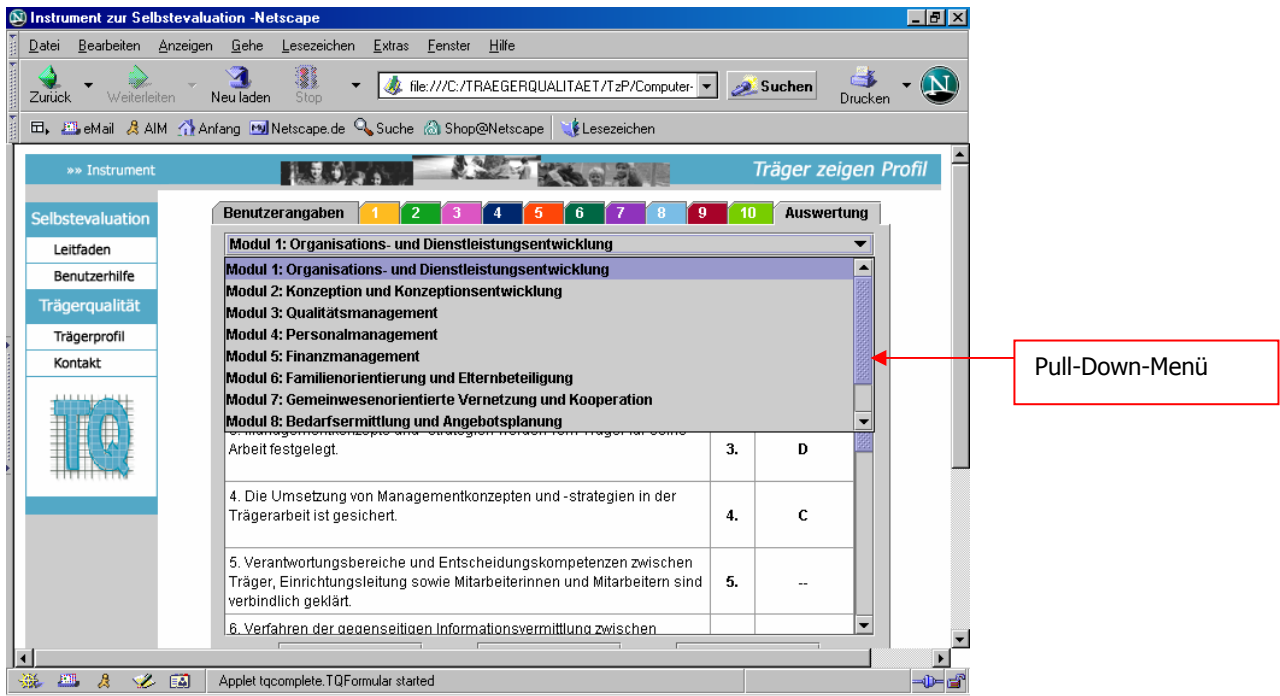 Instrument zur Selbstevaluation -Netscape
Datei Bearbeiten Anzeigen Gehe Lesezeichen Extras Fenster Hilfe
Zurück Weiterleiten Neu laden Stop file:///C:/TRAEGERQUALITAET/TzP/Computer- Suchen Drucken N
eMail AIM Anfang Netscape.de Suche Shop@Netscape Lesezeichen
»» Instrument Träger zeigen Profil
Selbstevaluation
Leitfaden
Benutzerhilfe
Trägerqualität
Trägerprofil
Kontakt
TQ
Benutzerangaben 1 2 3 4 5 6 7 8 9 10 Auswertung
Modul 1: Organisations- und Dienstleistungsentwicklung
Modul 1: Organisations- und Dienstleistungsentwicklung
Modul 2: Konzeption und Konzeptionsentwicklung
Modul 3: Qualitätsmanagement
Modul 4: Personalmanagement
Modul 5: Finanzmanagement
Modul 6: Familienorientierung und Elternbeteiligung
Modul 7: Gemeinwesenorientierte Vernetzung und Kooperation
Modul 8: Bedarfsermittlung und Angebotsplanung
Arbeit festgelegt. 3. D
4. Die Umsetzung von Managementkonzepten und -strategien in der
Trägerarbeit ist gesichert. 4. C
5. Verantwortungsbereiche und Entscheidungskompetenzen zwischen
Träger, Einrichtungsleitung sowie Mitarbeiterinnen und Mitarbeitern sind 5. --
verbindlich geklärt.
6. Verfahren der gegenseitigen Informationsvermittlung zwischen
Applet tqcomplete.TQFormular started
Pull-Down-Menü